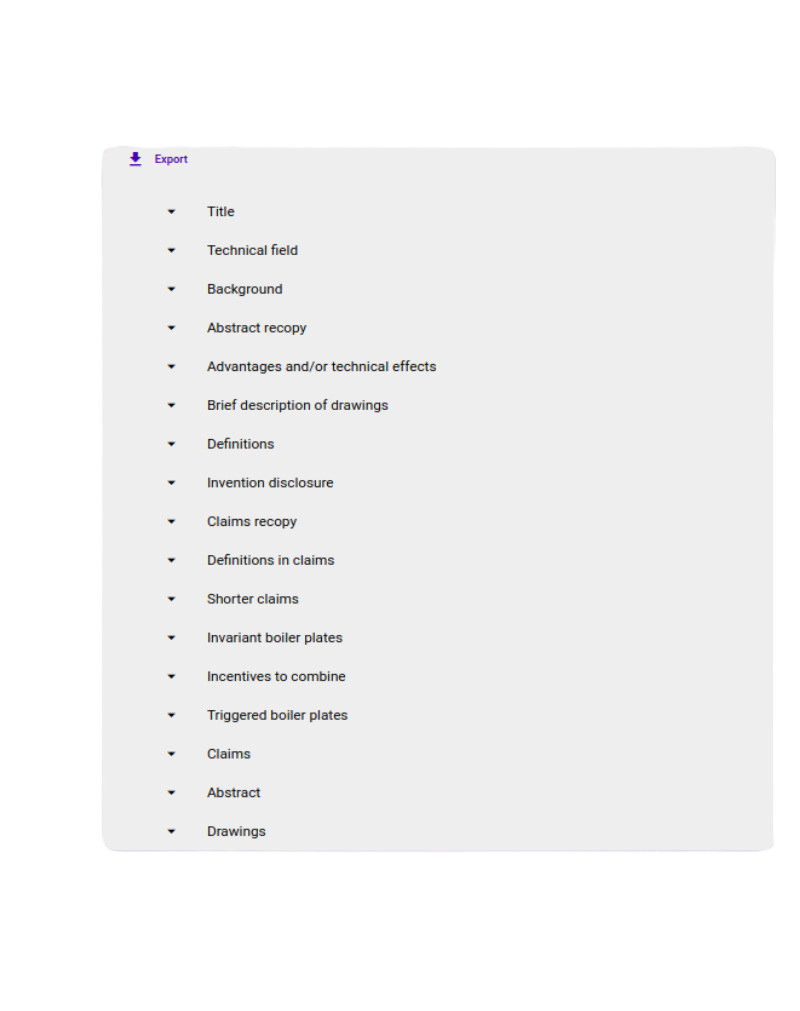 Export
Title
Technical field
Background
Abstract recopy
Advantages and/or technical effects
Brief description of drawings
Definitions
Invention disclosure
Claims recopy
Definitions in claims
Shorter claims
Invariant boiler plates
Incentives to combine
Triggered boiler plates
Claims
Abstract
Drawings